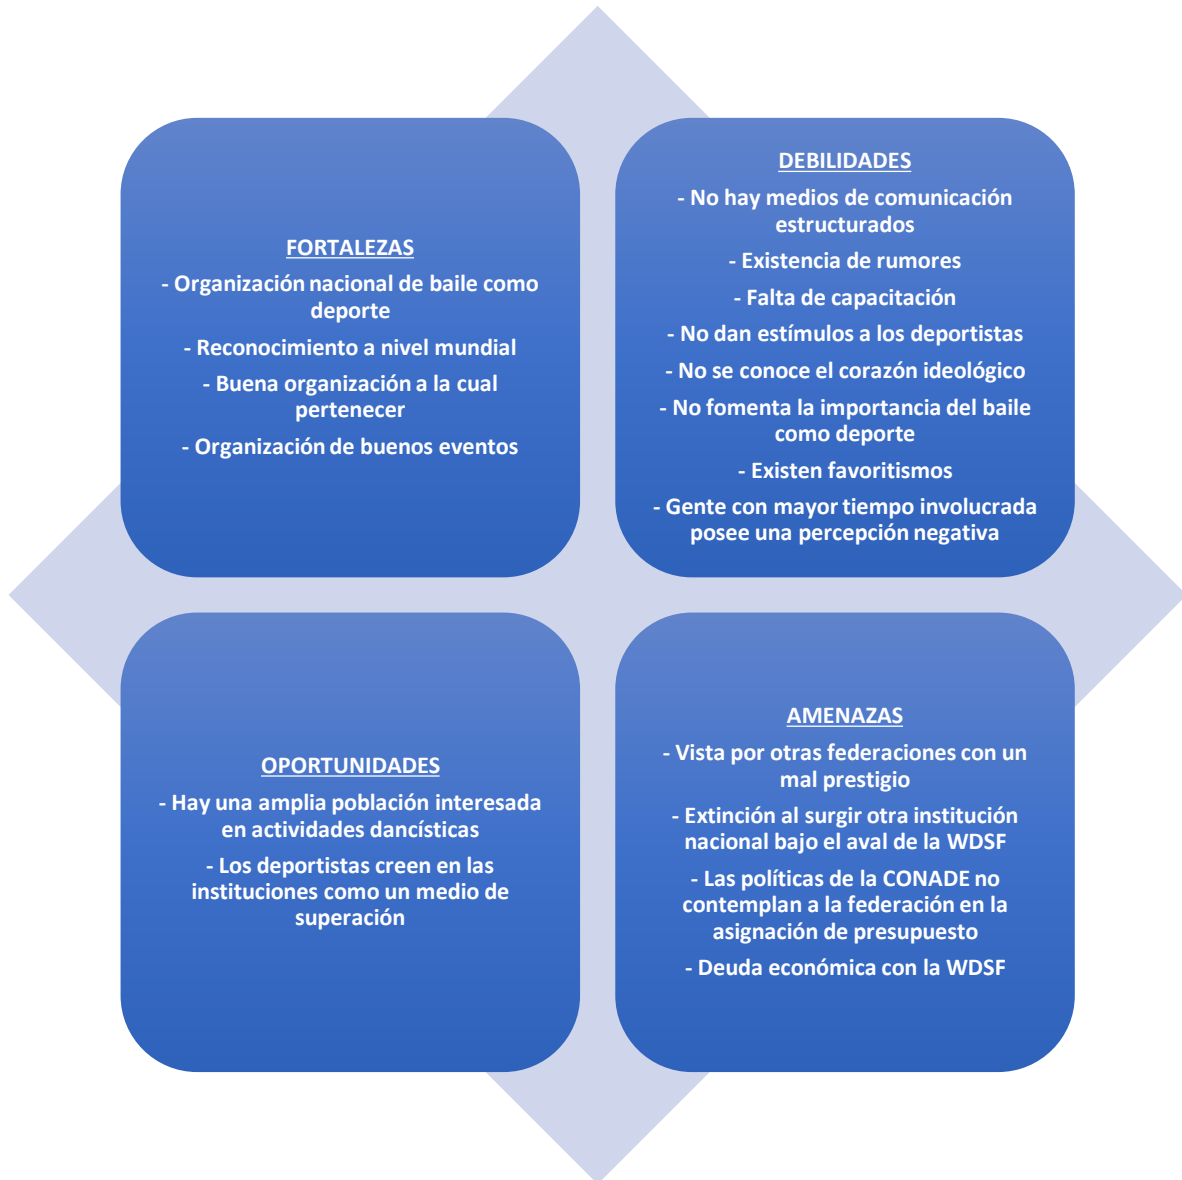 FORTALEZAS
- Organización nacional de baile como
deporte
- Reconocimiento a nivel mundial
- Buena organización a la cual
pertenecer
- Organización de buenos eventos
DEBILIDADES
- No hay medios de comunicación
estructurados
- Existencia de rumores
- Falta de capacitación
- No dan estímulos a los deportistas
- No se conoce el corazón ideológico
- No fomenta la importancia del baile
como deporte
- Existen favoritismos
- Gente con mayor tiempo involucrada
posee una percepción negativa
OPORTUNIDADES
- Hay una amplia población interesada
en actividades dancísticas
- Los deportistas creen en las
instituciones como un medio de
superación
AMENAZAS
- Vista por otras federaciones con un
mal prestigio
- Extinción al surgir otra institución
nacional bajo el aval de la WDSF
- Las políticas de la CONADE no
contemplan a la federación en la
asignación de presupuesto
- Deuda económica con la WDSF